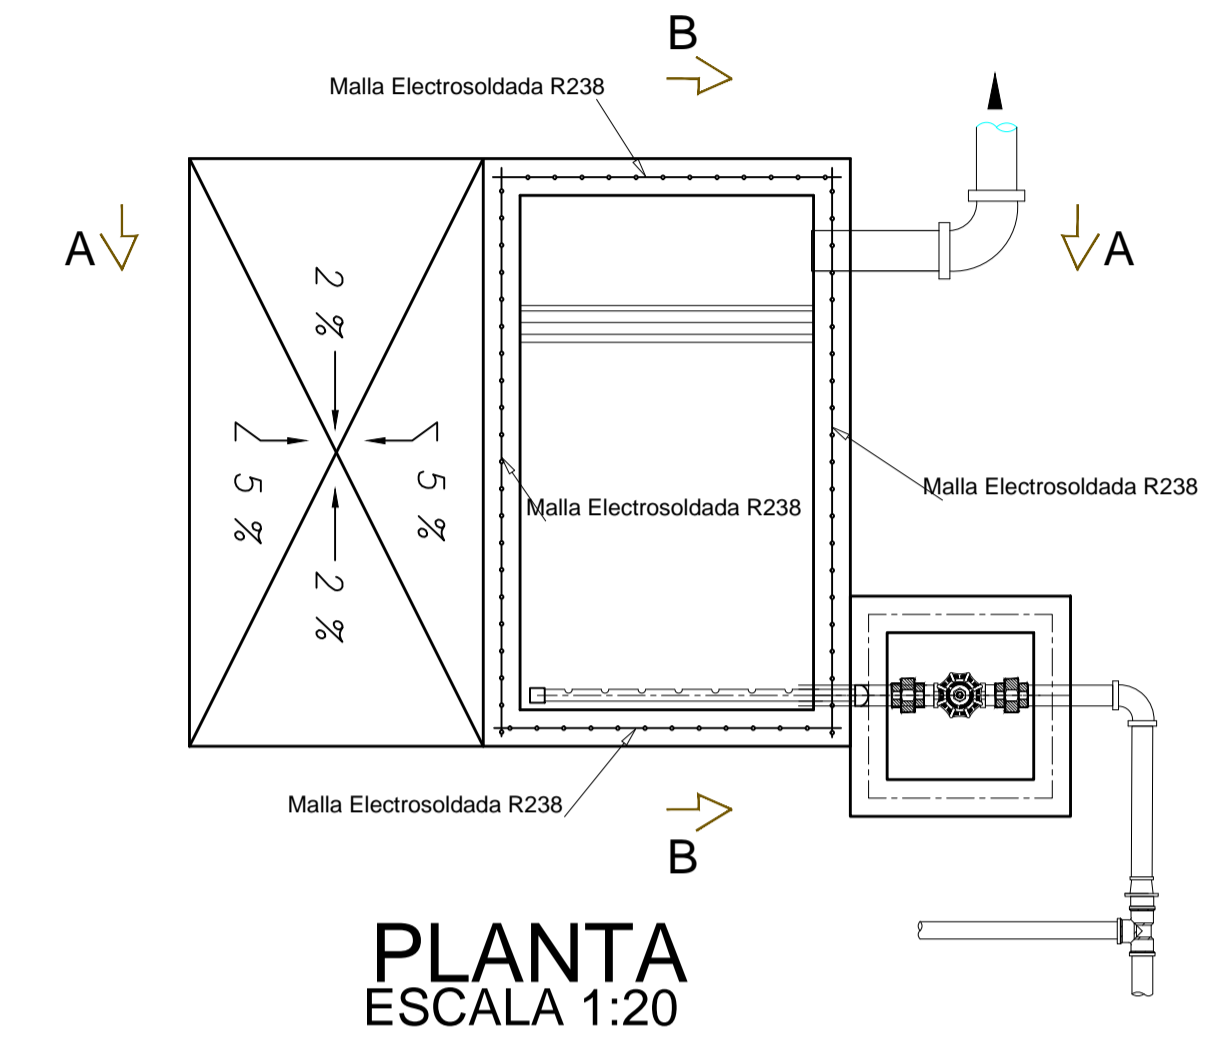 B
Malla Electrosoldada R238
A
A
2 %
5 %
5 %
Malla Electrosoldada R238
Malla Electrosoldada R238
2 %
Malla Electrosoldada R238
B
PLANTA
ESCALA 1:20